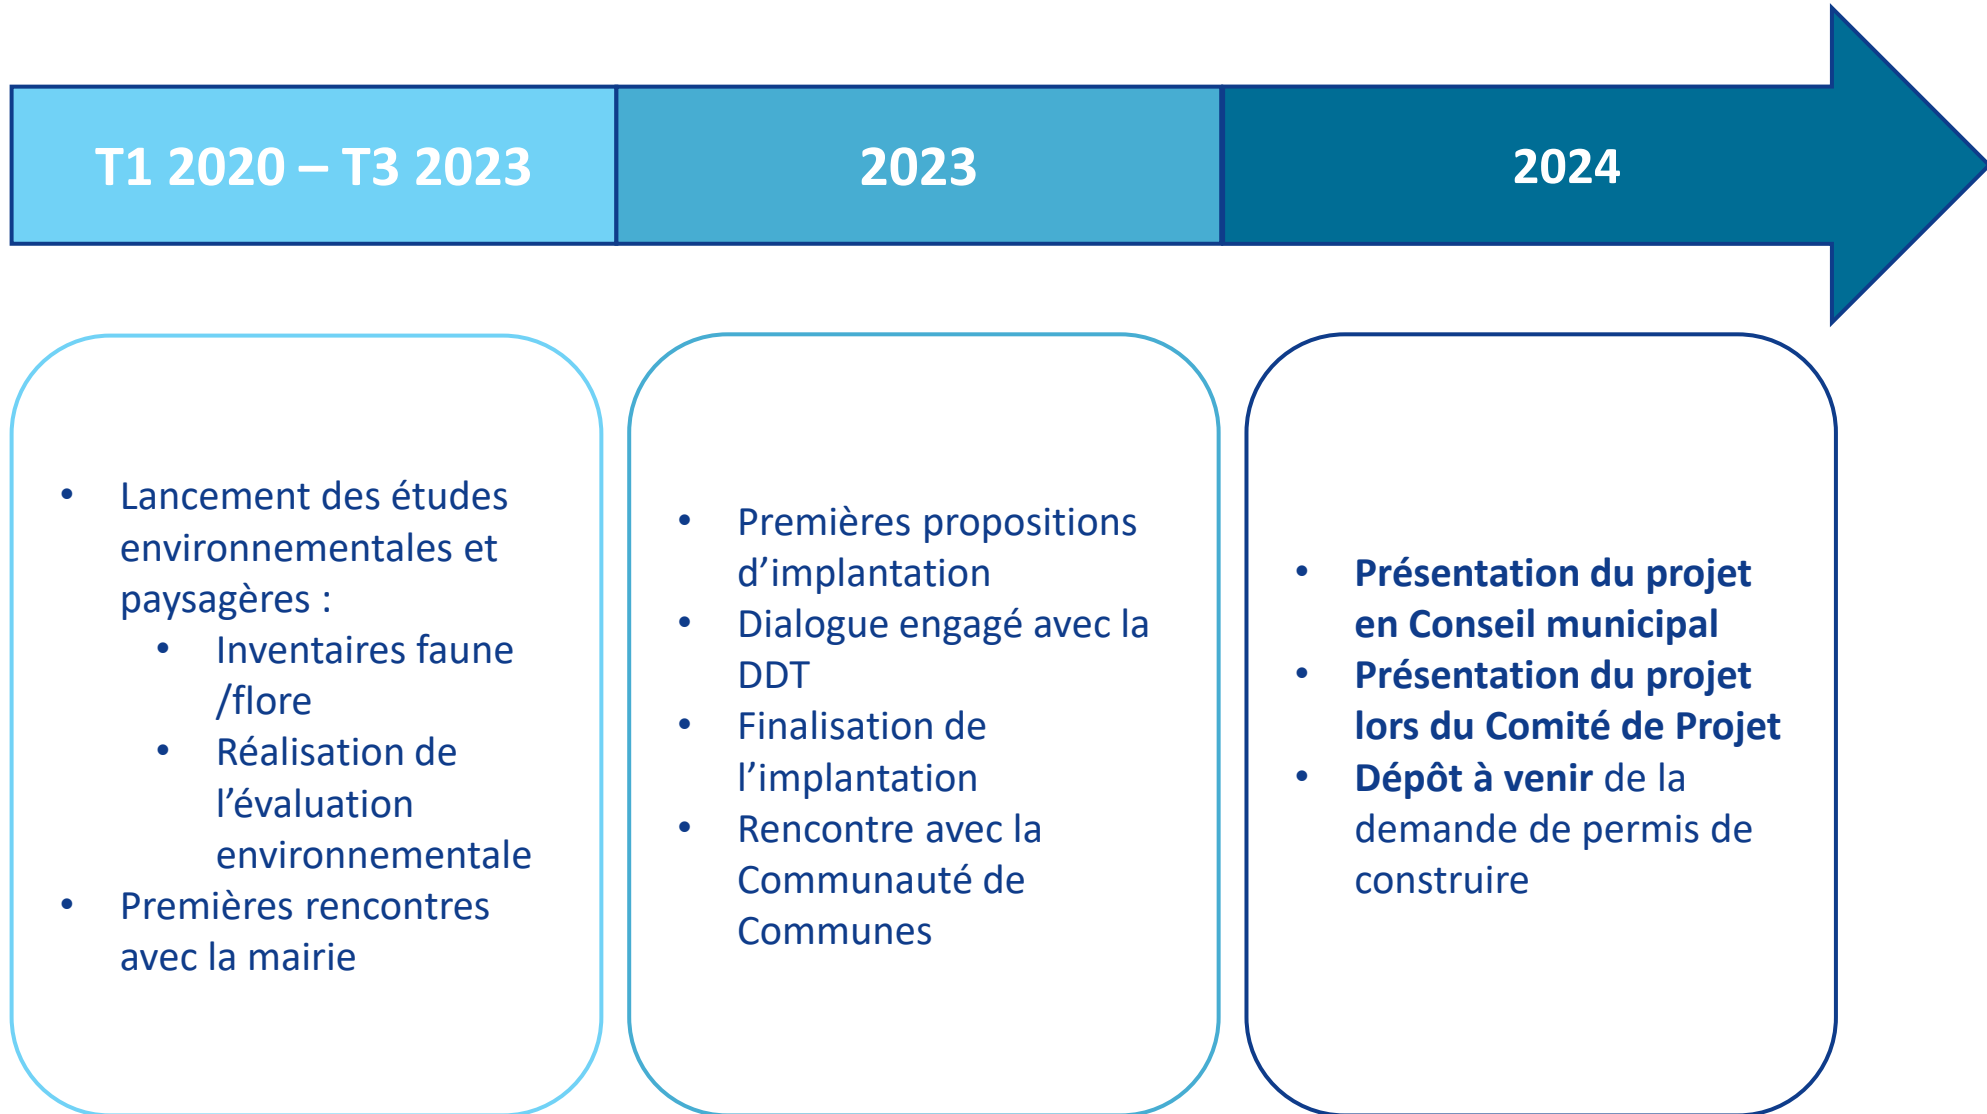 T1 2020 – T3 2023
2023
2024
• Lancement des études
environnementales et
paysagères :
• Inventaires faune
/flore
• Réalisation de
l’évaluation
environnementale
• Premières rencontres
avec la mairie
• Premières propositions
d’implantation
• Dialogue engagé avec la
DDT
• Finalisation de
l’implantation
• Rencontre avec la
Communauté de
Communes
• Présentation du projet
en Conseil municipal
• Présentation du projet
lors du Comité de Projet
• Dépôt à venir de la
demande de permis de
construire